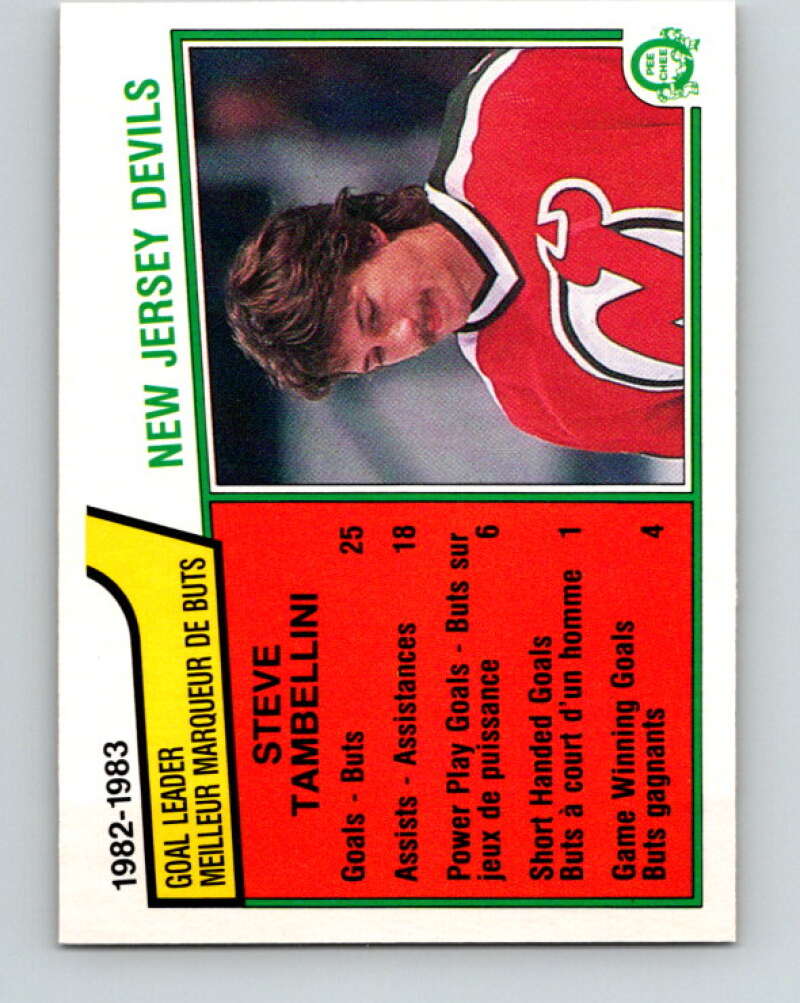 1982-1983
NEW JERSEY DEVILS
GOAL LEADER
MEILLEUR MARQUEUR DE BUTS
STEVE
TAMBELLINI
Goals - Buts 25
Assists - Assistances 18
Power Play Goals - Buts sur
jeux de puissance 6
Short Handed Goals
Buts à court d'un homme 1
Game Winning Goals
Buts gagnants 4
O
PEE
CHEE